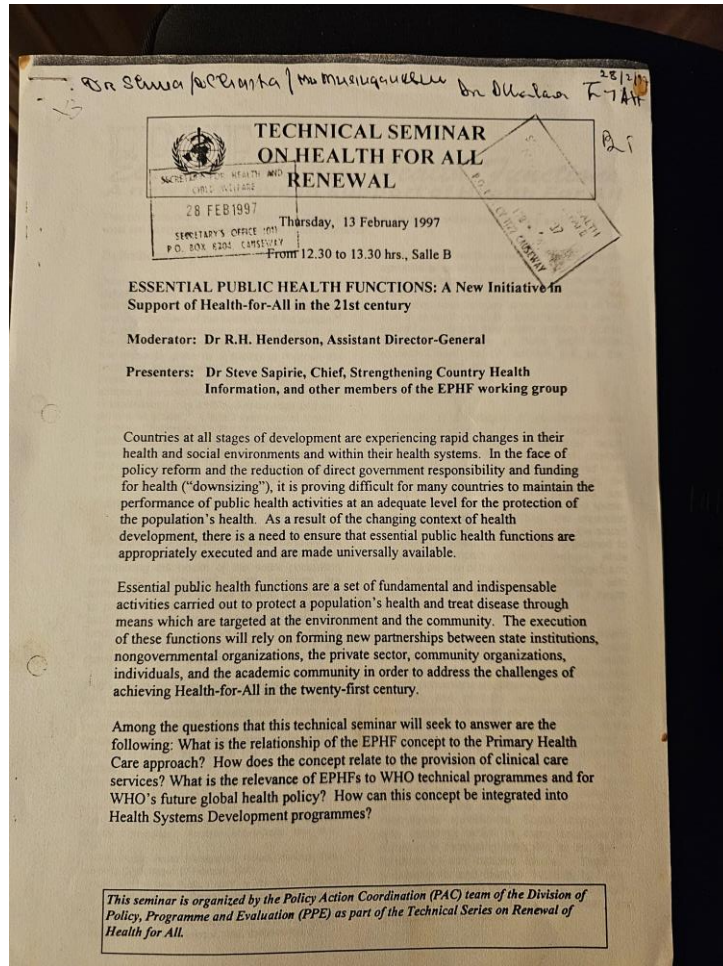 Dr
28/2/97
TECHNICAL SEMINAR
ON HEALTH FOR ALL
RENEWAL
SECRETARY FOR HEALTH AND
CHILD WELFARE
28 FEB 1997
SECRETARY'S OFFICE
P.O. BOX 8204, CAUSEWAY
CAUSEWAY
Thursday, 13 February 1997
From 12.30 to 13.30 hrs., Salle B
ESSENTIAL PUBLIC HEALTH FUNCTIONS: A New Initiative in
Support of Health-for-All in the 21st century
Moderator: Dr R.H. Henderson, Assistant Director-General
Presenters: Dr Steve Sapirie, Chief, Strengthening Country Health
Information, and other members of the EPHF working group
Countries at all stages of development are experiencing rapid changes in their
health and social environments and within their health systems. In the face of
policy reform and the reduction of direct government responsibility and funding
for health ("downsizing"), it is proving difficult for many countries to maintain the
performance of public health activities at an adequate level for the protection of
the population's health. As a result of the changing context of health
development, there is a need to ensure that essential public health functions are
appropriately executed and are made universally available.
Essential public health functions are a set of fundamental and indispensable
activities carried out to protect a population's health and treat disease through
means which are targeted at the environment and the community. The execution
of these functions will rely on forming new partnerships between state institutions,
nongovernmental organizations, the private sector, community organizations,
individuals, and the academic community in order to address the challenges of
achieving Health-for-All in the twenty-first century.
Among the questions that this technical seminar will seek to answer are the
following: What is the relationship of the EPHF concept to the Primary Health
Care approach? How does the concept relate to the provision of clinical care
services? What is the relevance of EPHFs to WHO technical programmes and for
WHO's future global health policy? How can this concept be integrated into
Health Systems Development programmes?
This seminar is organized by the Policy Action Coordination (PAC) team of the Division of
Policy, Programme and Evaluation (PPE) as part of the Technical Series on Renewal of
Health for All.